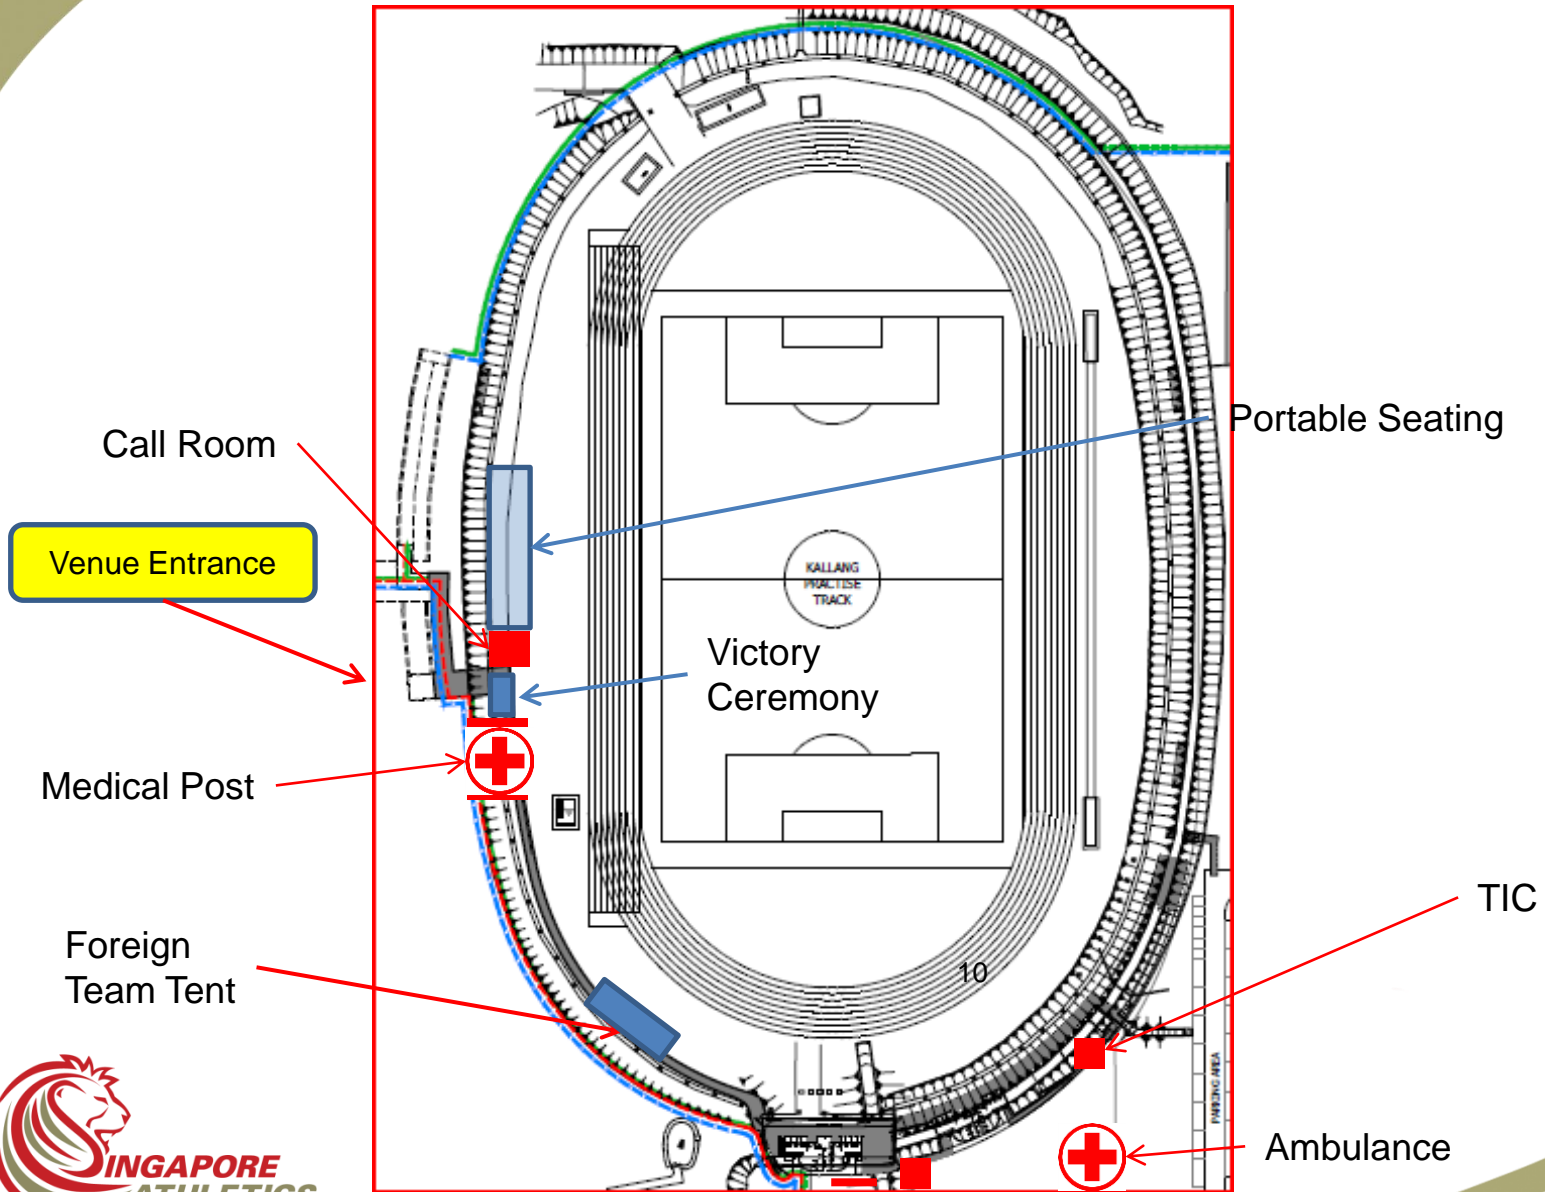 Call Room
Portable Seating
Venue Entrance
KALLANG
PRACTISE
TRACK
Victory
Ceremony
Medical Post
TIC
Foreign
Team Tent
10
PARKING AREA
Ambulance
SINGAPORE
ATHLETICS